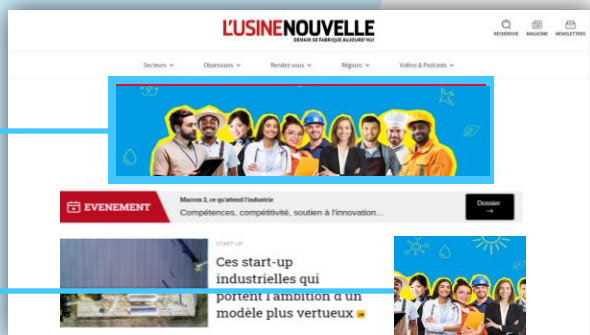 L'USINENOUVELLE
DEMAIN SE FABRIQUE AUJOURD'HUI
RECHERCHE MAGAZINE NEWSLETTERS
Secteurs Obsessions Rendez-vous Régions Vidéos & Podcasts
EVENEMENT
Macron 2, ce qu'attend l'industrie
Compétences, compétitivité, soutien à l'innovation...
Dossier
START UP
Ces start-up
industrielles qui
portent l'ambition d'un
modèle plus vertueux